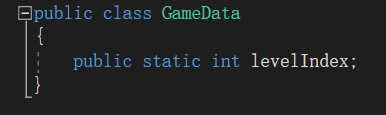 public class GameData
{
public static int levelIndex;
}